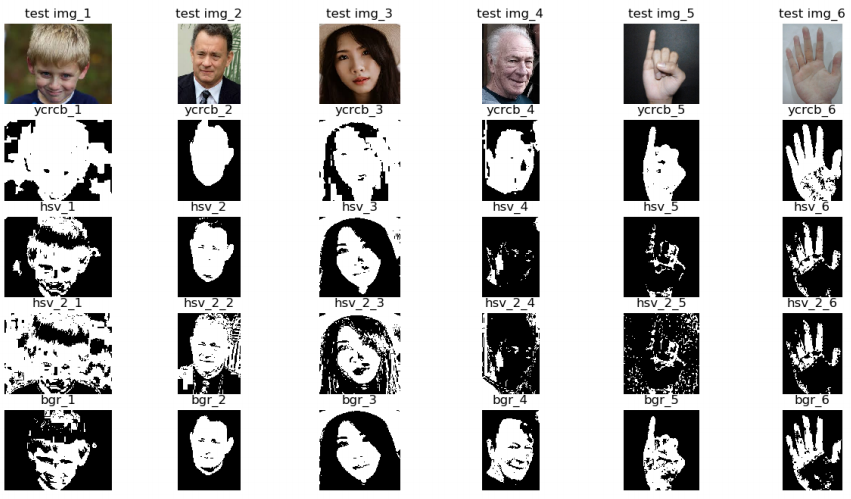 test img_1 test img_2 test img_3 test img_4 test img_5 test img_6
ycrcb_1 ycrcb_2 ycrcb_3 ycrcb_4 ycrcb_5 ycrcb_6
hsv_1 hsv_2 hsv_3 hsv_4 hsv_5 hsv_6
hsv_2_1 hsv_2_2 hsv_2_3 hsv_2_4 hsv_2_5 hsv_2_6
bgr_1 bgr_2 bgr_3 bgr_4 bgr_5 bgr_6